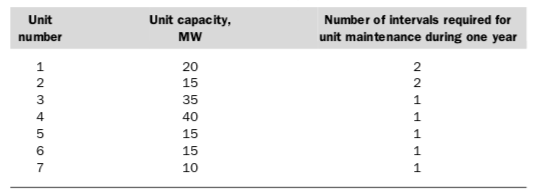 Unit number Unit capacity, MW Number of intervals required for unit maintenance during one year
1 20 2
2 15 2
3 35 1
4 40 1
5 15 1
6 15 1
7 10 1